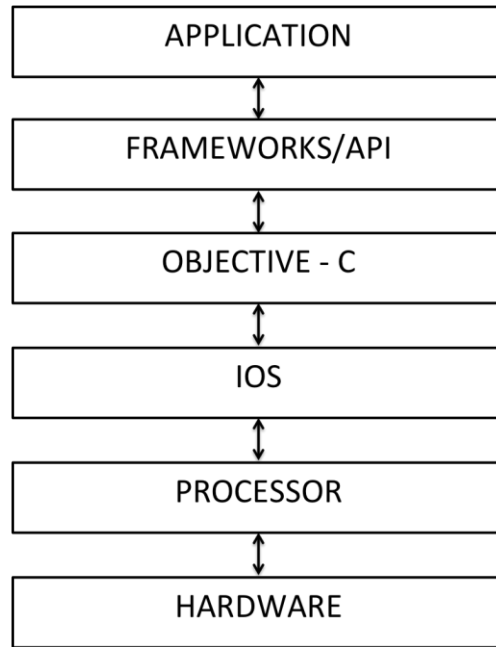 APPLICATION
FRAMEWORKS/API
OBJECTIVE - C
IOS
PROCESSOR
HARDWARE